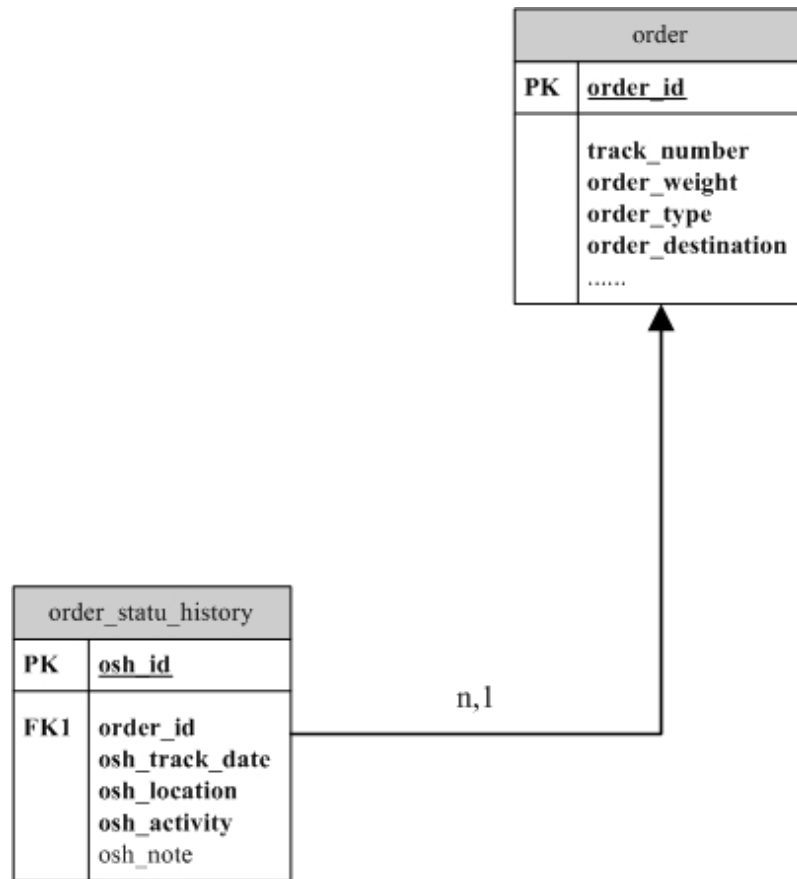 order
PK order_id
track_number
order_weight
order_type
order_destination
......
order_statu_history
PK osh_id
FK1 order_id
osh_track_date
osh_location
osh_activity
osh_note
n,1